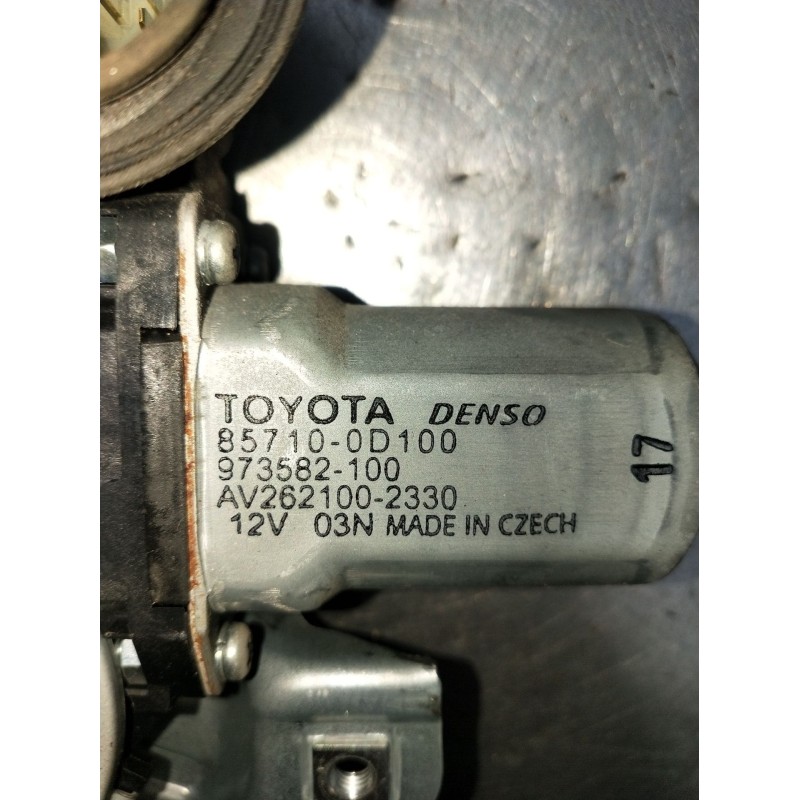 TOYOTA DENSO
85710-0D100
973582-100
AV262100-2330
12V 03N MADE IN CZECH
17